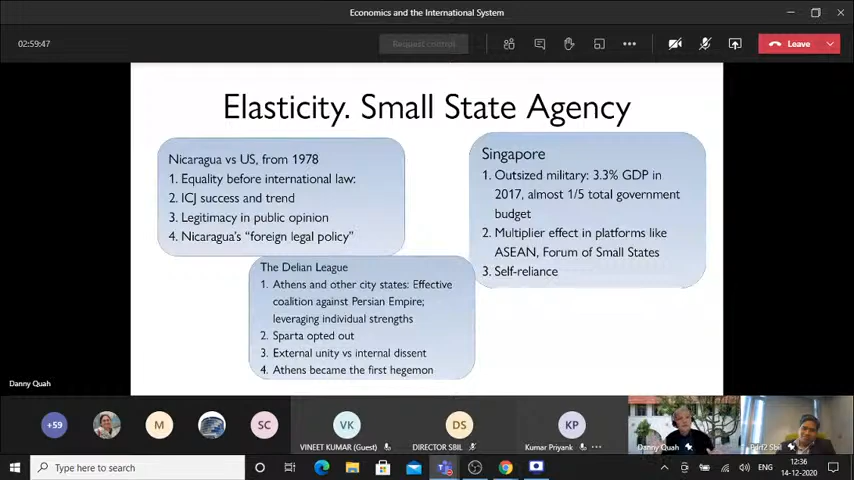 Economics and the International System
02:59:47
Request control
Leave
Elasticity. Small State Agency
Nicaragua vs US, from 1978
1. Equality before international law:
2. ICJ success and trend
3. Legitimacy in public opinion
4. Nicaragua's “foreign legal policy”
Singapore
1. Outsized military: 3.3% GDP in
2017, almost 1/5 total government
budget
2. Multiplier effect in platforms like
ASEAN, Forum of Small States
3. Self-reliance
The Delian League
1. Athens and other city states: Effective
coalition against Persian Empire;
leveraging individual strengths
2. Sparta opted out
3. External unity vs internal dissent
4. Athens became the first hegemon
Danny Quah
+59
M
SC
VK
VINEET KUMAR (Guest)
DS
DIRECTOR SBIL
KP
Kumar Priyank
Danny Quah
Sbil
Type here to search
ENG
12:36
14-12-2020